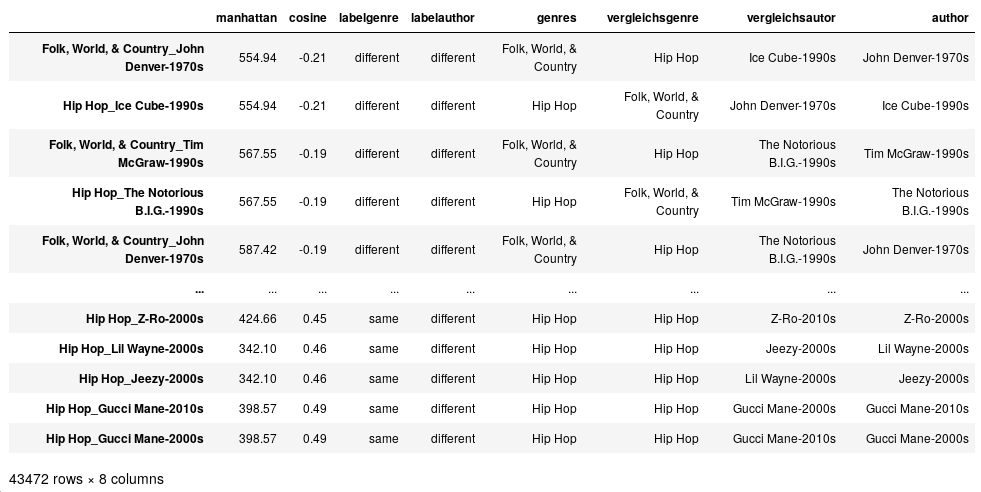 manhattan cosine labelgenre labelauthor genres vergleichsgenre vergleichsautor author
Folk, World, & Country_John Denver-1970s 554.94 -0.21 different different Folk, World, & Country Hip Hop Ice Cube-1990s John Denver-1970s
Hip Hop_Ice Cube-1990s 554.94 -0.21 different different Hip Hop Folk, World, & Country John Denver-1970s Ice Cube-1990s
Folk, World, & Country_Tim McGraw-1990s 567.55 -0.19 different different Folk, World, & Country Hip Hop The Notorious B.I.G.-1990s Tim McGraw-1990s
Hip Hop_The Notorious B.I.G.-1990s 567.55 -0.19 different different Hip Hop Folk, World, & Country Tim McGraw-1990s The Notorious B.I.G.-1990s
Folk, World, & Country_John Denver-1970s 587.42 -0.19 different different Folk, World, & Country Hip Hop The Notorious B.I.G.-1990s John Denver-1970s
... ... ... ... ... ... ... ... ...
Hip Hop_Z-Ro-2000s 424.66 0.45 same different Hip Hop Hip Hop Z-Ro-2010s Z-Ro-2000s
Hip Hop_Lil Wayne-2000s 342.10 0.46 same different Hip Hop Hip Hop Jeezy-2000s Lil Wayne-2000s
Hip Hop_Jeezy-2000s 342.10 0.46 same different Hip Hop Hip Hop Lil Wayne-2000s Jeezy-2000s
Hip Hop_Gucci Mane-2010s 398.57 0.49 same different Hip Hop Hip Hop Gucci Mane-2000s Gucci Mane-2010s
Hip Hop_Gucci Mane-2000s 398.57 0.49 same different Hip Hop Hip Hop Gucci Mane-2010s Gucci Mane-2000s
43472 rows × 8 columns